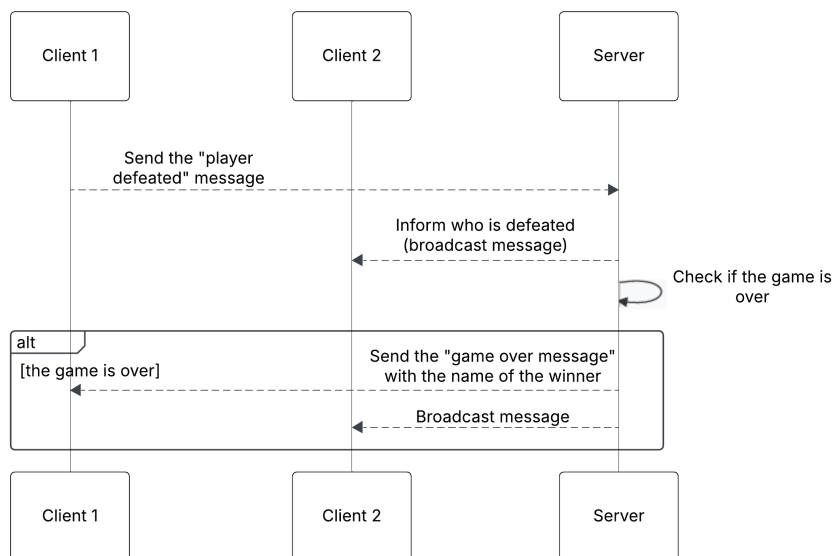 Client 1
Client 2
Server
Send the "player
defeated" message
Inform who is defeated
(broadcast message)
Check if the game is
over
alt
[the game is over]
Send the "game over message"
with the name of the winner
Broadcast message
Client 1
Client 2
Server